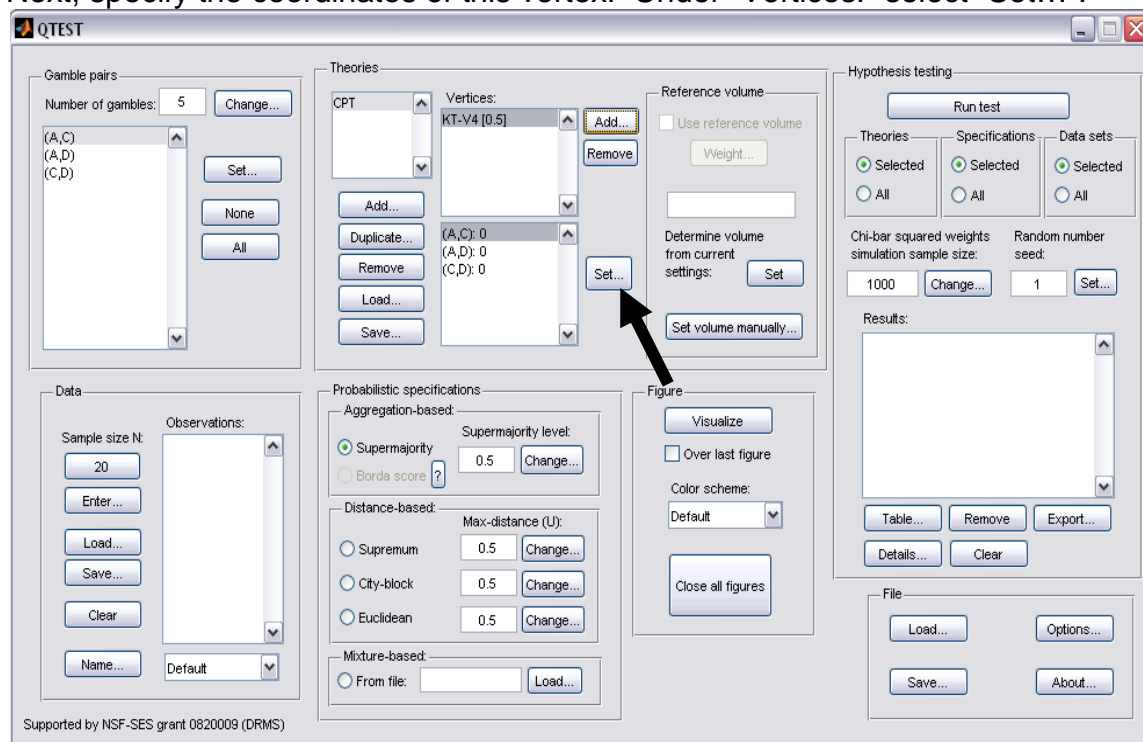 Next, specify the coordinates of this vertex. Under "Vertices:" select "Set…".
QTEST
Gamble pairs
Number of gambles: 5 Change...
(A,C)
(A,D)
(C,D)
Set...
None
All
Theories
CPT
Vertices:
KT-V4 [0.5]
Add...
Remove
Add...
Duplicate...
Remove
Load...
Save...
(A,C): 0
(A,D): 0
(C,D): 0
Set...
Reference volume
Use reference volume
Weight...
Determine volume
from current
settings: Set
Set volume manually...
Hypothesis testing
Run test
Theories
Selected
All
Specifications
Selected
All
Data sets
Selected
All
Chi-bar squared weights
simulation sample size:
1000 Change...
Random number
seed:
1 Set...
Results:
Table... Remove Export...
Details... Clear
Data
Sample size N:
20
Enter...
Load...
Save...
Clear
Name...
Observations:
Default
Probabilistic specifications
Aggregation-based:
Supermajority level:
Supermajority 0.5 Change...
Borda score ?
Distance-based:
Max-distance (U):
Supremum 0.5 Change...
City-block 0.5 Change...
Euclidean 0.5 Change...
Mixture-based:
From file: Load...
Figure
Visualize
Over last figure
Color scheme:
Default
Close all figures
File
Load... Options...
Save... About...
Supported by NSF-SES grant 0820009 (DRMS)